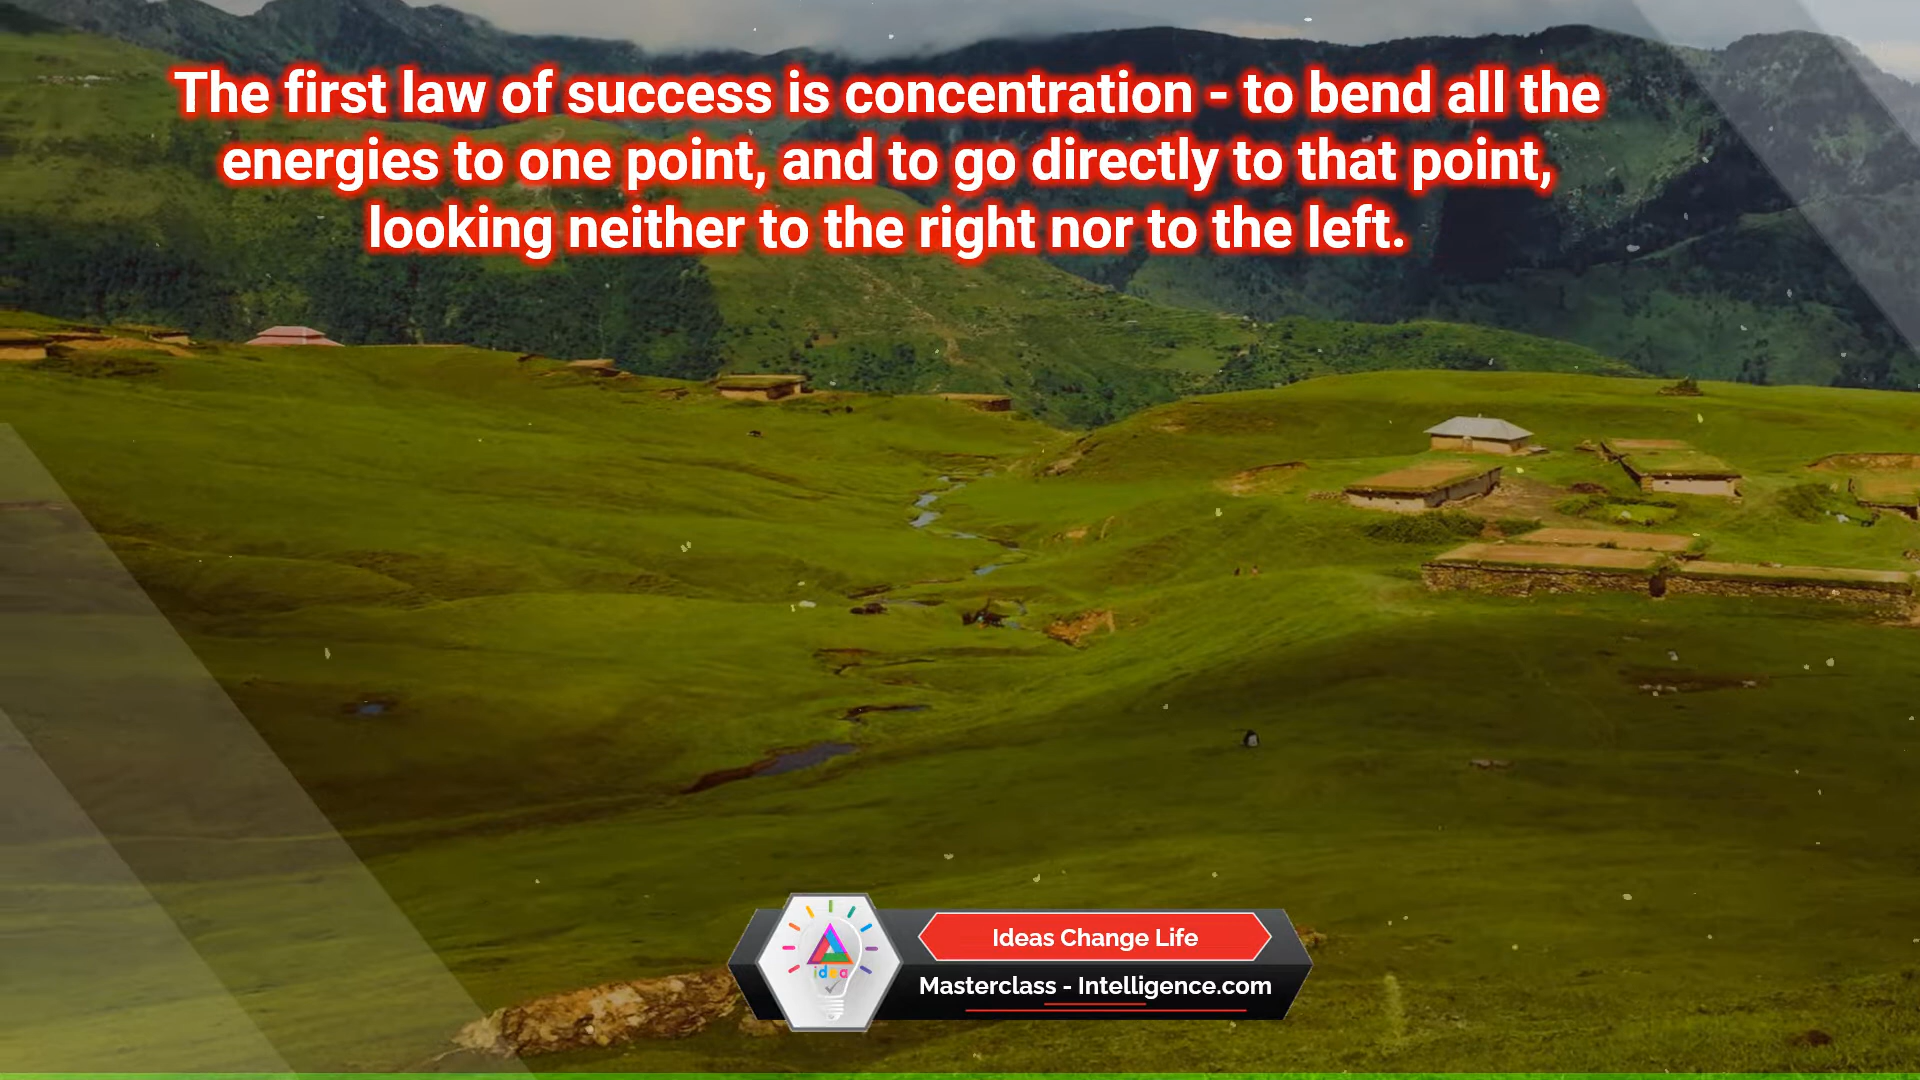 The first law of success is concentration - to bend all the
energies to one point, and to go directly to that point,
looking neither to the right nor to the left.
idea
Ideas Change Life
Masterclass - Intelligence.com